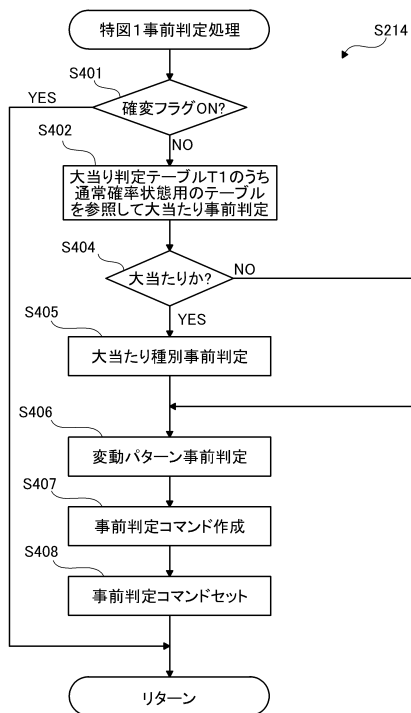 特図１事前判定処理
S214
S401
確変フラグON?
YES
NO
S402
大当り判定テーブルT1のうち
通常確率状態用のテーブル
を参照して大当たり事前判定
S404
大当たりか?
NO
YES
S405
大当たり種別事前判定
S406
変動パターン事前判定
S407
事前判定コマンド作成
S408
事前判定コマンドセット
リターン